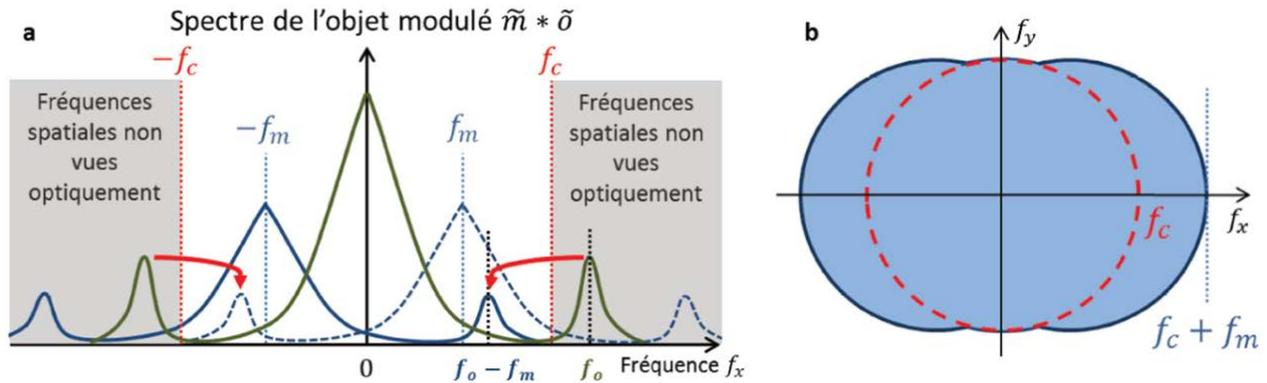 a
Spectre de l'objet modulé m̃ * õ
-f_c
f_c
Fréquences
spatiales non
vues
optiquement
-f_m
f_m
Fréquences
spatiales non
vues
optiquement
0
f_o - f_m
f_o
Fréquence f_x
b
f_y
f_c
f_x
f_c + f_m